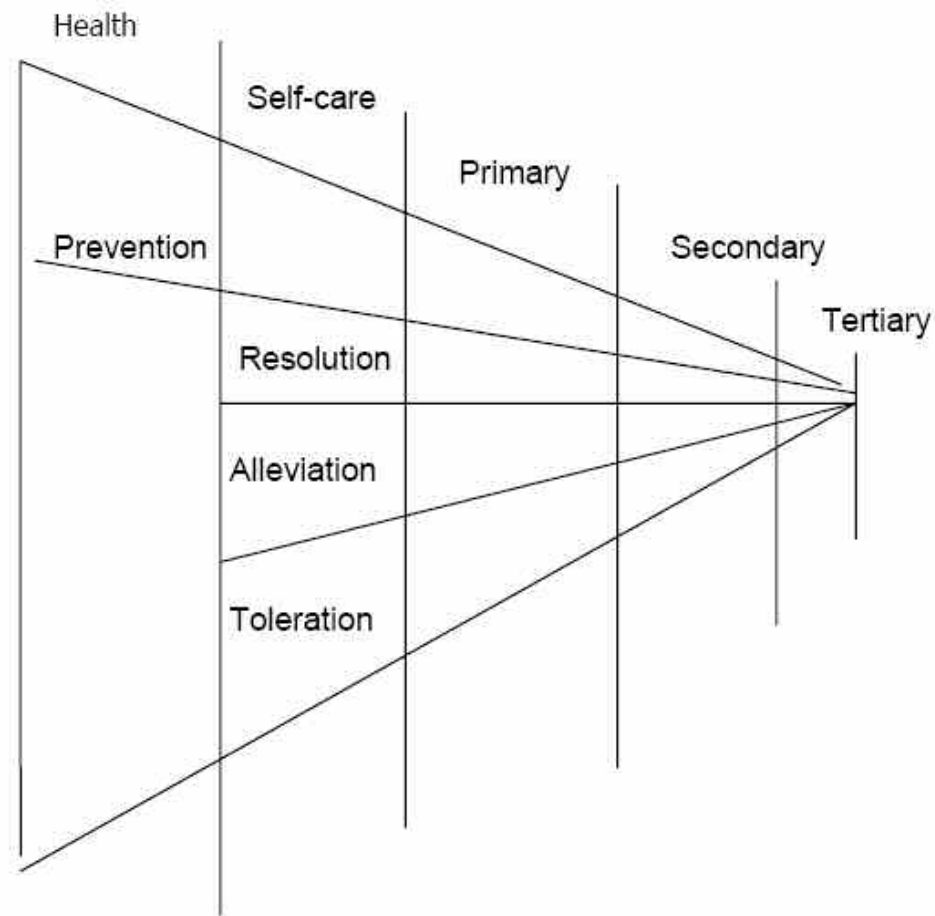 Health
Self-care
Primary
Prevention
Secondary
Tertiary
Resolution
Alleviation
Toleration